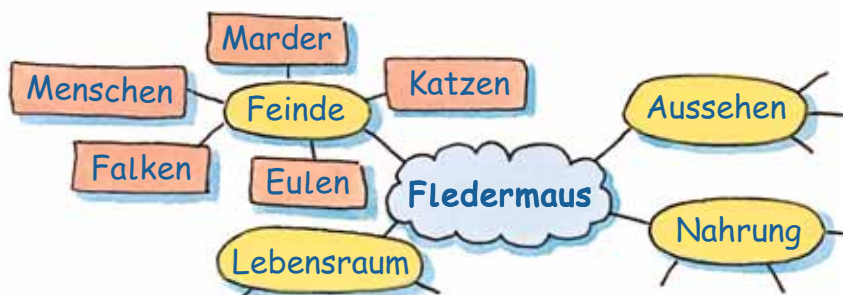 Marder
Menschen
Feinde
Katzen
Aussehen
Falken
Eulen
Fledermaus
Nahrung
Lebensraum